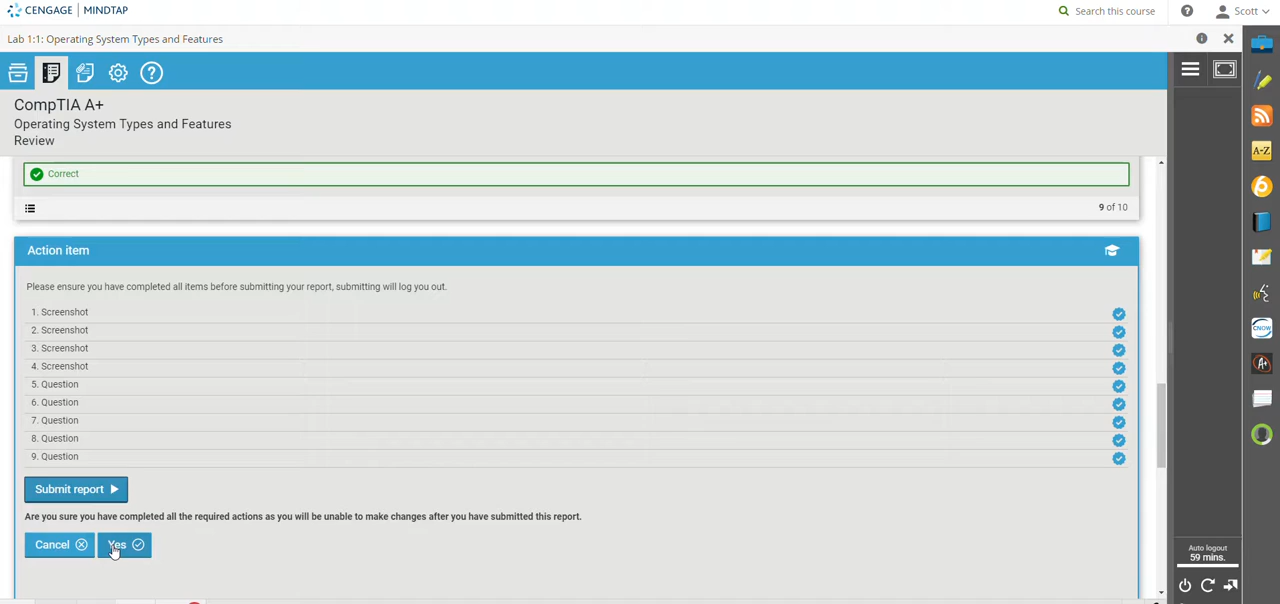 CENGAGE | MINDTAP
Search this course
Scott
Lab 1:1: Operating System Types and Features
CompTIA A+
Operating System Types and Features
Review
Correct
9 of 10
Action item
Please ensure you have completed all items before submitting your report, submitting will log you out.
1. Screenshot
2. Screenshot
3. Screenshot
4. Screenshot
5. Question
6. Question
7. Question
8. Question
9. Question
Submit report
Are you sure you have completed all the required actions as you will be unable to make changes after you have submitted this report.
Cancel
Yes
A-Z
CNOW
A+
Auto logout
59 mins.